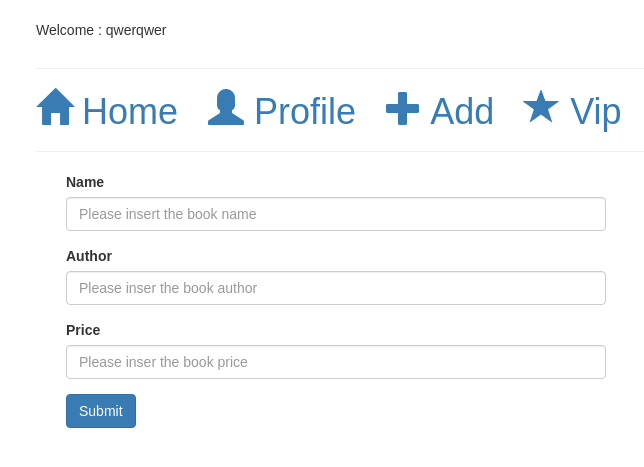 Welcome : qwerqwer
Home Profile Add Vip
Name
Please insert the book name
Author
Please inser the book author
Price
Please inser the book price
Submit